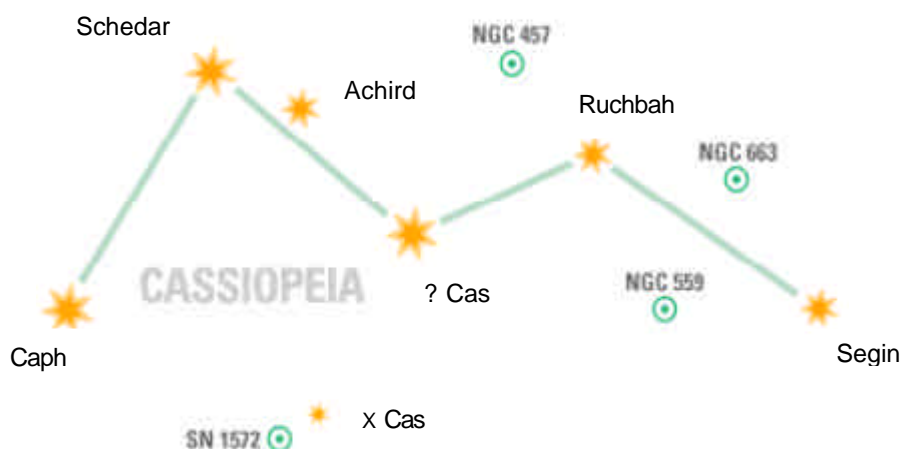 Schedar
NGC 457
Achird
Ruchbah
NGC 663
CASSIOPEIA
? Cas
NGC 559
Caph
Segin
X Cas
SN 1572